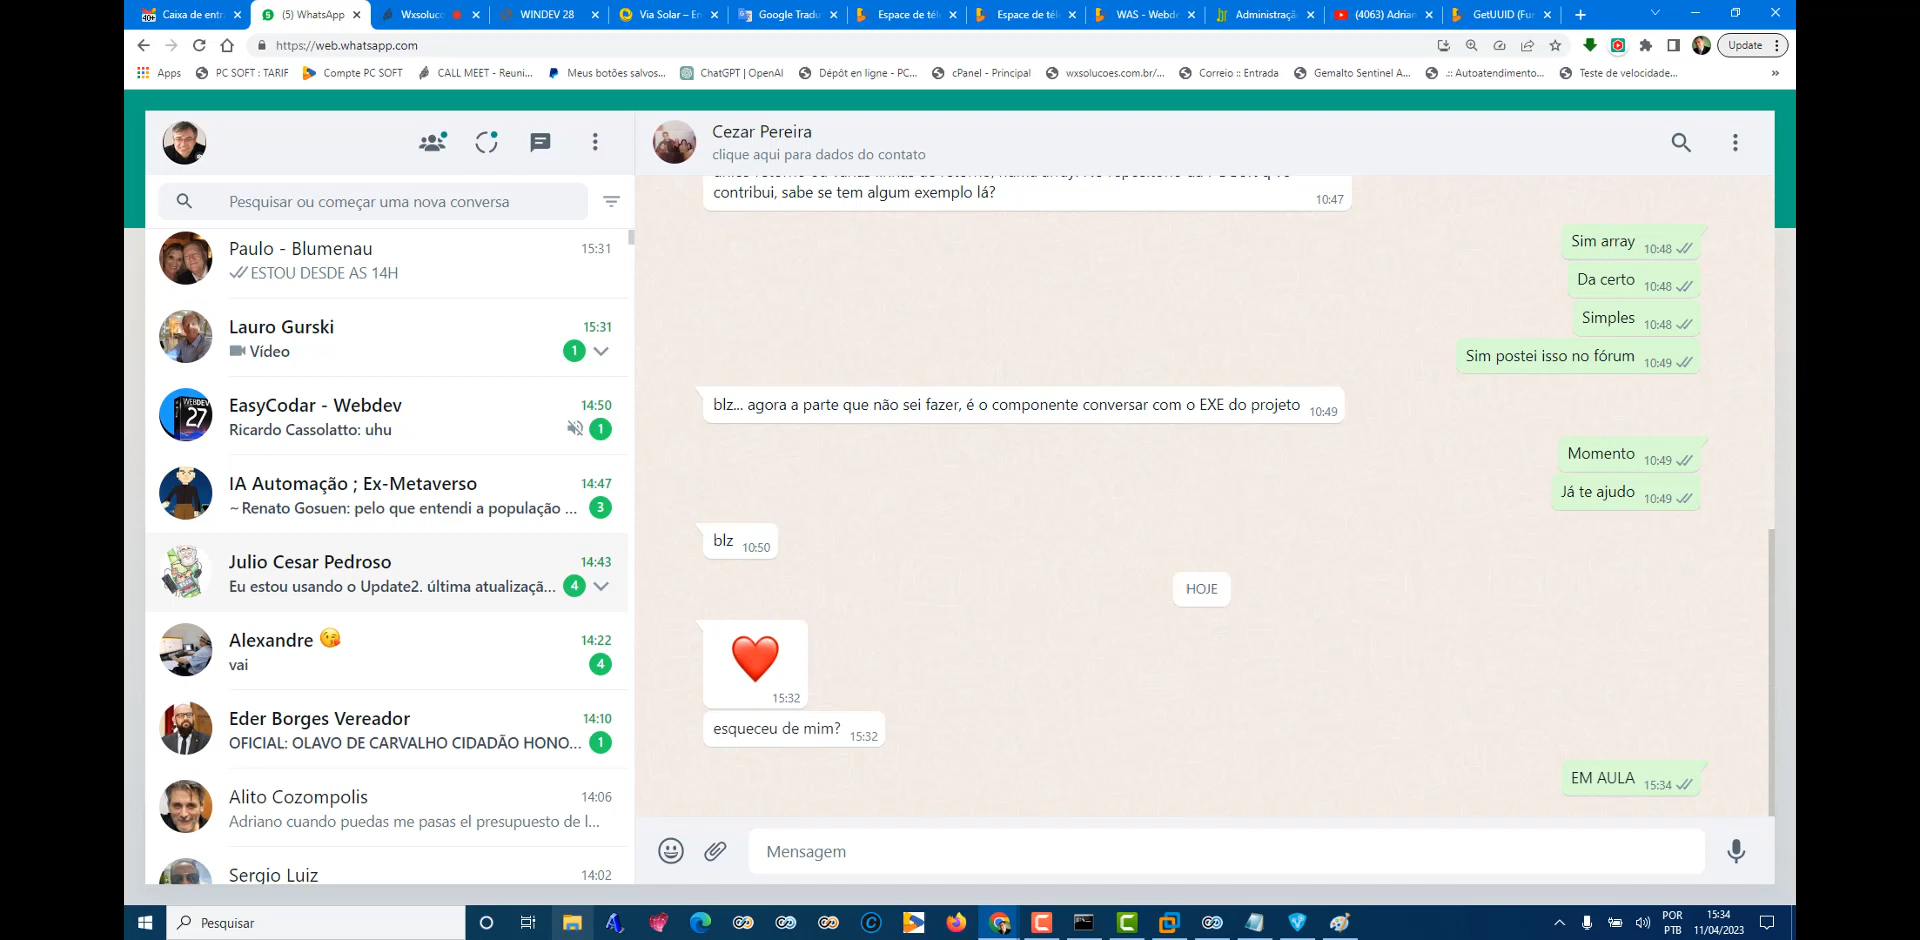 Caixa de entr
(5) WhatsApp
Wxsoluco
WINDEV 28
Via Solar – En
Google Tradu
Espace de tél
Espace de tél
WAS - Webde
Administraçã
(4063) Adrian
GetUUID (Fun
https://web.whatsapp.com
Update
Apps
PC SOFT : TARIF
Compte PC SOFT
CALL MEET - Reuni...
Meus botões salvos...
ChatGPT | OpenAI
Dépôt en ligne - PC...
cPanel - Principal
wxsolucoes.com.br/...
Correio :: Entrada
Gemalto Sentinel A...
.:: Autoatendimento...
Teste de velocidade...
»
Pesquisar ou começar uma nova conversa
Paulo - Blumenau
15:31
ESTOU DESDE AS 14H
Lauro Gurski
15:31
Vídeo
1
EasyCodar - Webdev
14:50
Ricardo Cassolatto: uhu
1
WEBDEV
27
IA Automação ; Ex-Metaverso
14:47
~ Renato Gosuen: pelo que entendi a população ...
3
Julio Cesar Pedroso
14:43
Eu estou usando o Update2. última atualizaçã...
4
Alexandre 😘
14:22
vai
4
Eder Borges Vereador
14:10
OFICIAL: OLAVO DE CARVALHO CIDADÃO HONO...
1
Alito Cozompolis
14:06
Adriano cuando puedas me pasas el presupuesto de l...
Sergio Luiz
14:02
Cezar Pereira
clique aqui para dados do contato
contribui, sabe se tem algum exemplo lá?
10:47
Sim array 10:48
Da certo 10:48
Simples 10:48
Sim postei isso no fórum 10:49
blz... agora a parte que não sei fazer, é o componente conversar com o EXE do projeto 10:49
Momento 10:49
Já te ajudo 10:49
blz 10:50
HOJE
❤️
15:32
esqueceu de mim? 15:32
EM AULA 15:34
Mensagem
Pesquisar
POR
PTB
15:34
11/04/2023